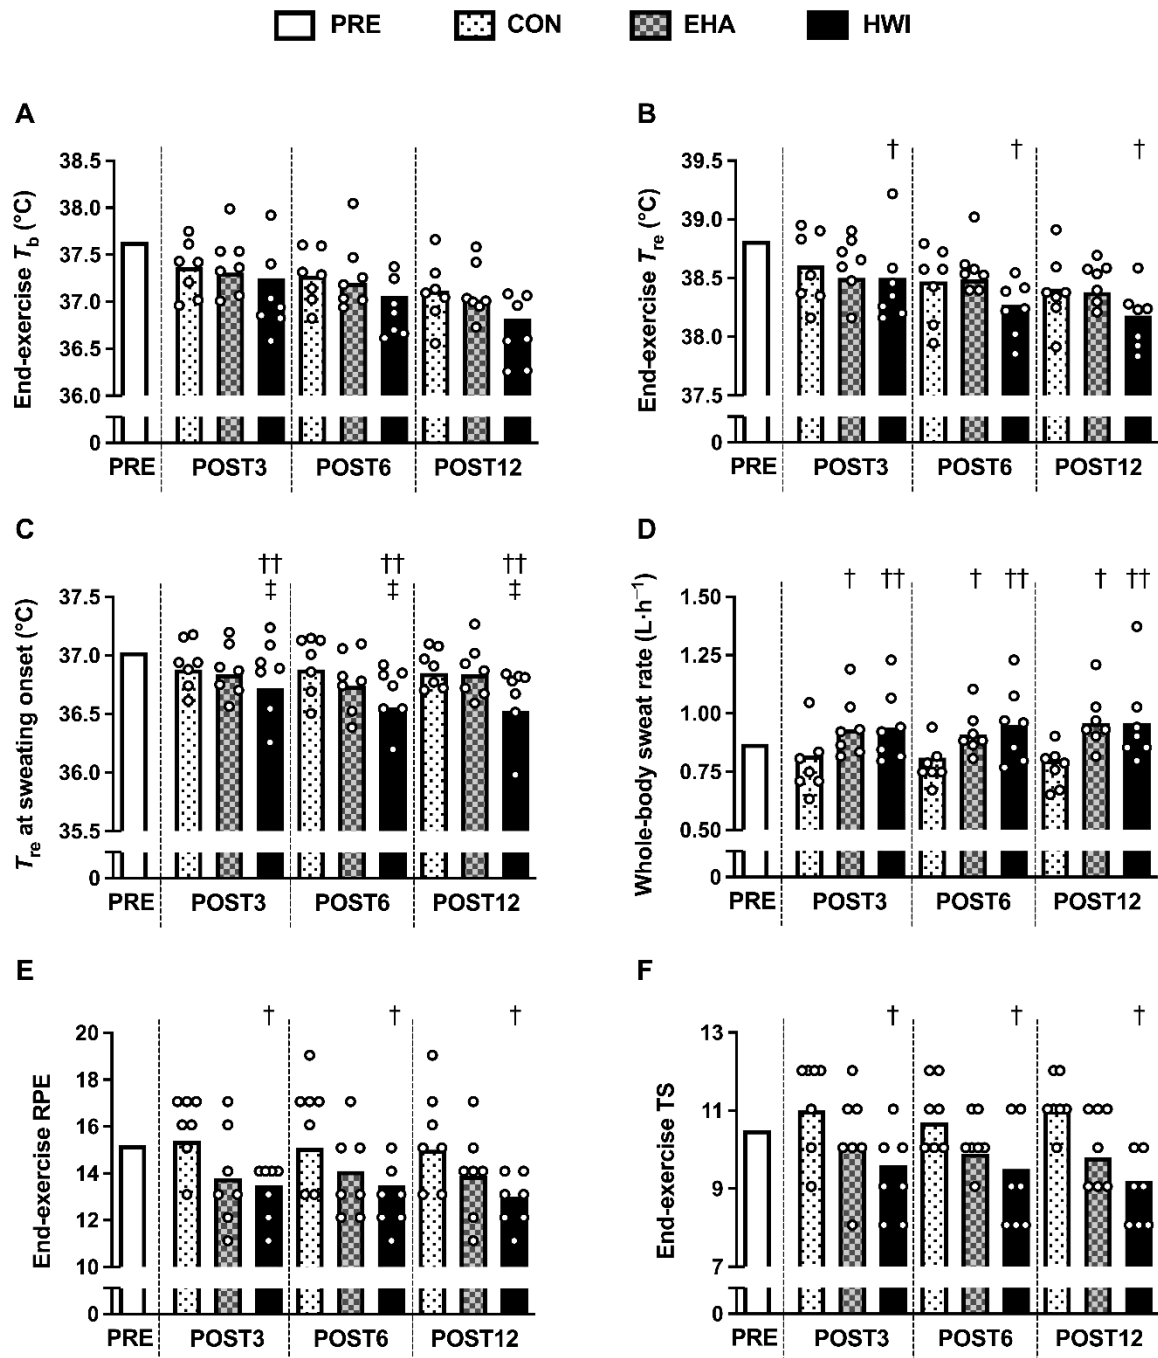 PRE CON EHA HWI
A
End-exercise Tb (°C)
38.5
38.0
37.5
37.0
36.5
36.0
0
PRE POST3 POST6 POST12
B
† † †
End-exercise Tre (°C)
39.5
39.0
38.5
38.0
37.5
0
PRE POST3 POST6 POST12
C
†† †† ††
‡ ‡ ‡
Tre at sweating onset (°C)
37.5
37.0
36.5
36.0
35.5
0
PRE POST3 POST6 POST12
D
† †† † †† † ††
Whole-body sweat rate (L·h−1)
1.50
1.25
1.00
0.75
0.50
0
PRE POST3 POST6 POST12
E
† † †
End-exercise RPE
20
18
16
14
12
10
0
PRE POST3 POST6 POST12
F
† † †
End-exercise TS
13
11
9
7
0
PRE POST3 POST6 POST12